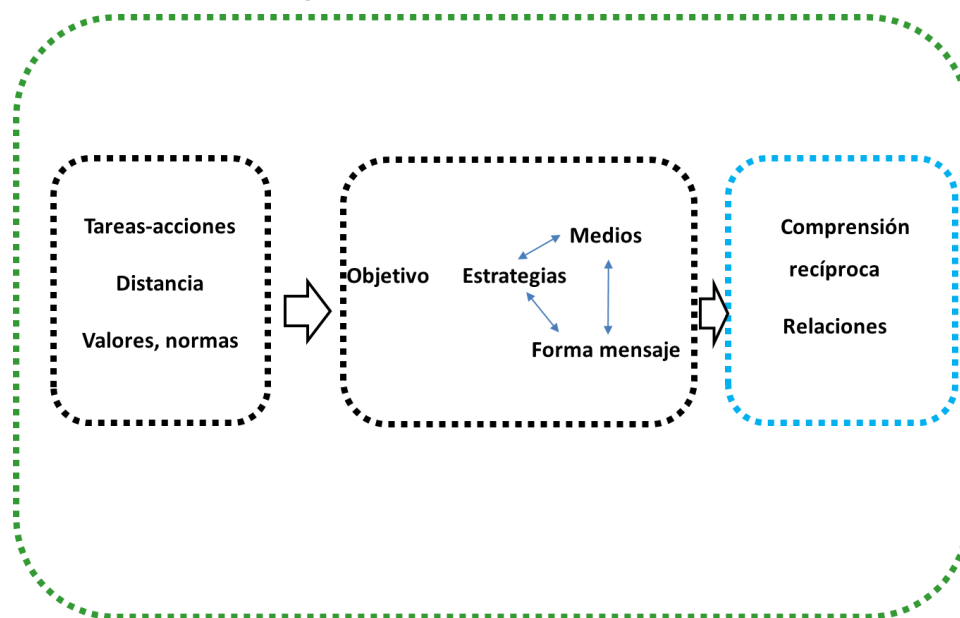 Tareas-acciones
Distancia
Valores, normas
Objetivo
Estrategias
Medios
Forma mensaje
Comprensión
recíproca
Relaciones